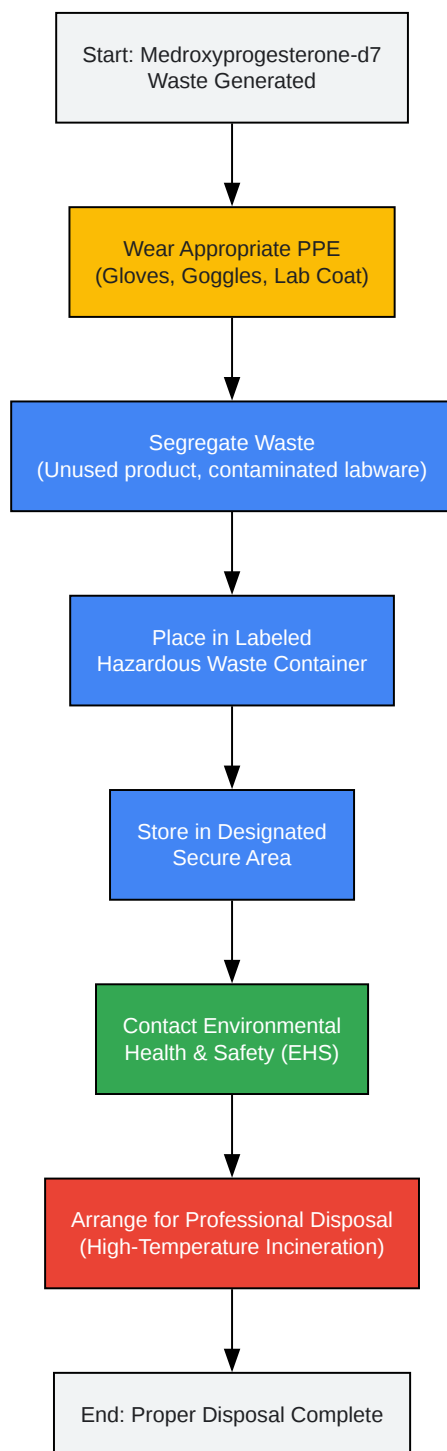 Start: Medroxyprogesterone-d7
Waste Generated
Wear Appropriate PPE
(Gloves, Goggles, Lab Coat)
Segregate Waste
(Unused product, contaminated labware)
Place in Labeled
Hazardous Waste Container
Store in Designated
Secure Area
Contact Environmental
Health & Safety (EHS)
Arrange for Professional Disposal
(High-Temperature Incineration)
End: Proper Disposal Complete